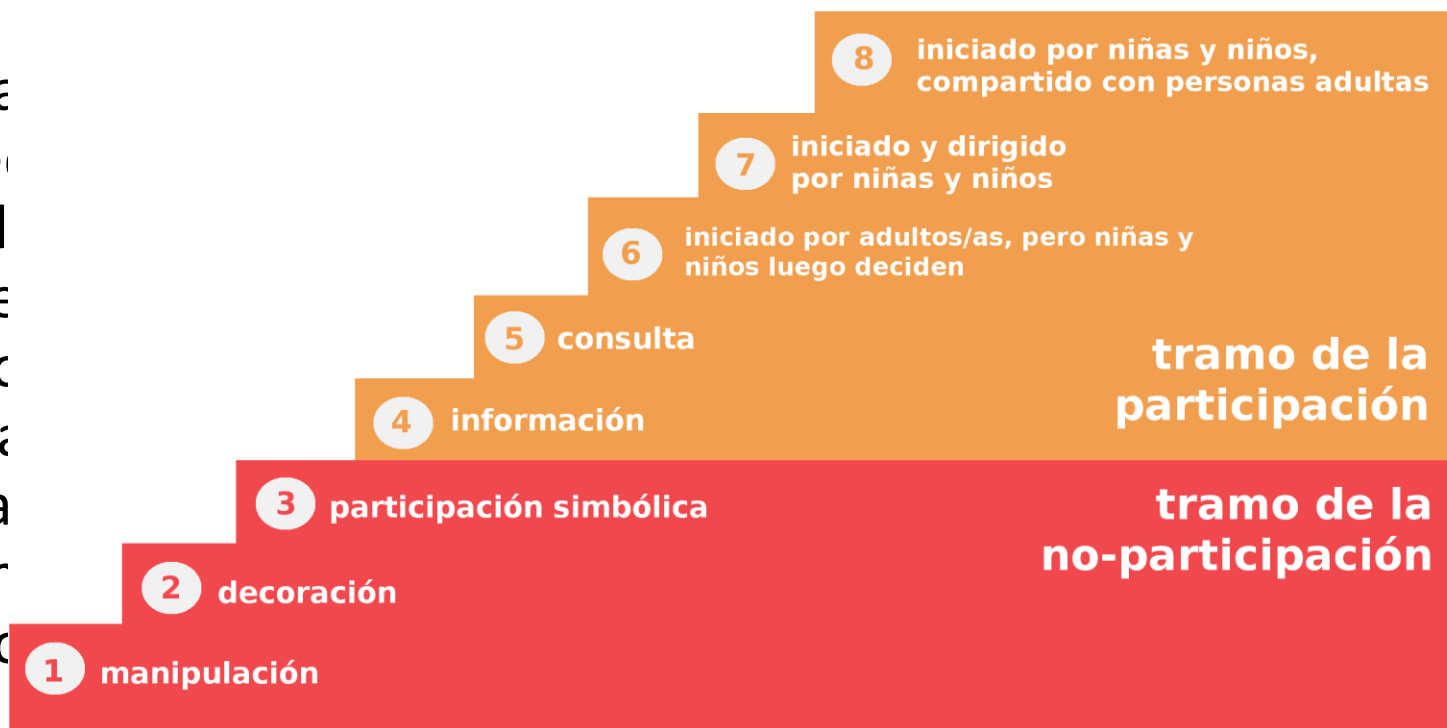 8
iniciado por niñas y niños,
compartido con personas adultas
7
iniciado y dirigido
por niñas y niños
6
iniciado por adultos/as, pero niñas y
niños luego deciden
5 consulta
4 información
tramo de la
participación
3 participación simbólica
tramo de la
no-participación
2 decoración
1 manipulación